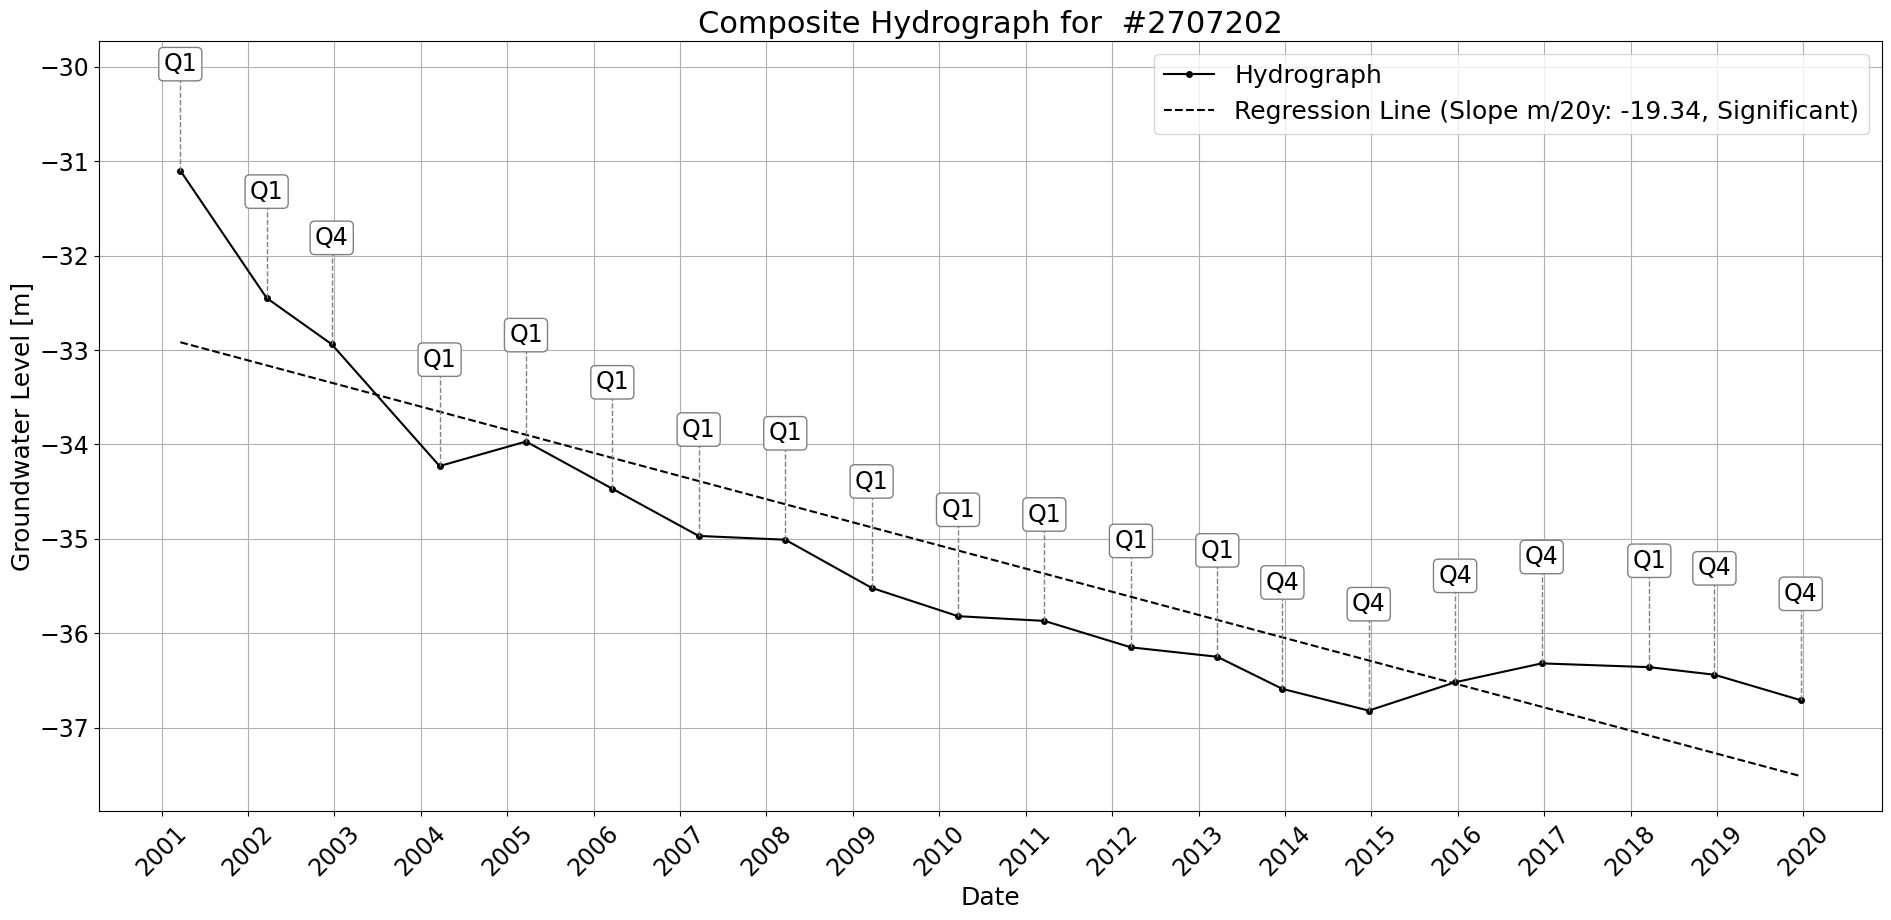 Composite Hydrograph for  #2707202
Hydrograph
Regression Line (Slope m/20y: -19.34, Significant)
Groundwater Level [m]
−30
−31
−32
−33
−34
−35
−36
−37
Q1
Q1
Q4
Q1
Q1
Q1
Q1
Q1
Q1
Q1
Q1
Q1
Q1
Q4
Q4
Q4
Q4
Q1
Q4
Q4
2001
2002
2003
2004
2005
2006
2007
2008
2009
2010
2011
2012
2013
2014
2015
2016
2017
2018
2019
2020
Date